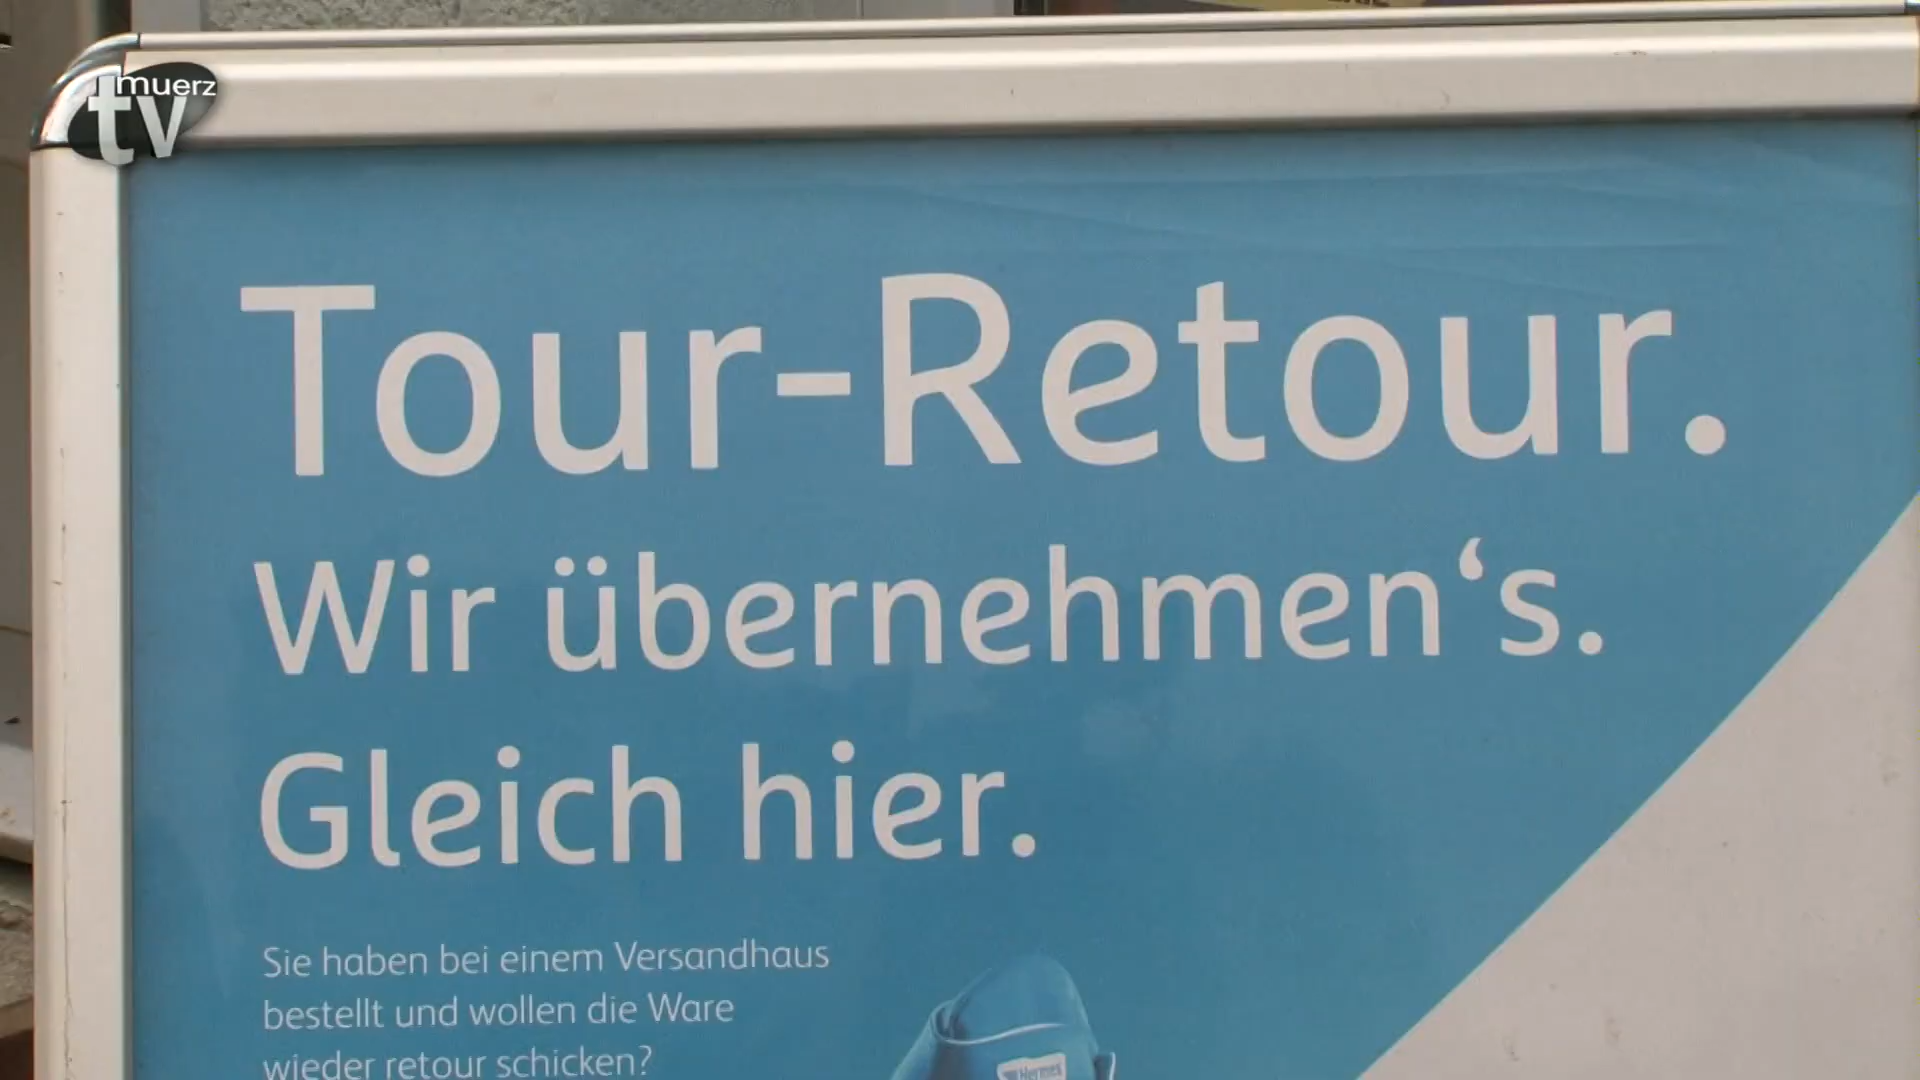 muerz
tv
Tour-Retour.
Wir übernehmen‘s.
Gleich hier.
Sie haben bei einem Versandhaus
bestellt und wollen die Ware
wieder retour schicken?
Hermes